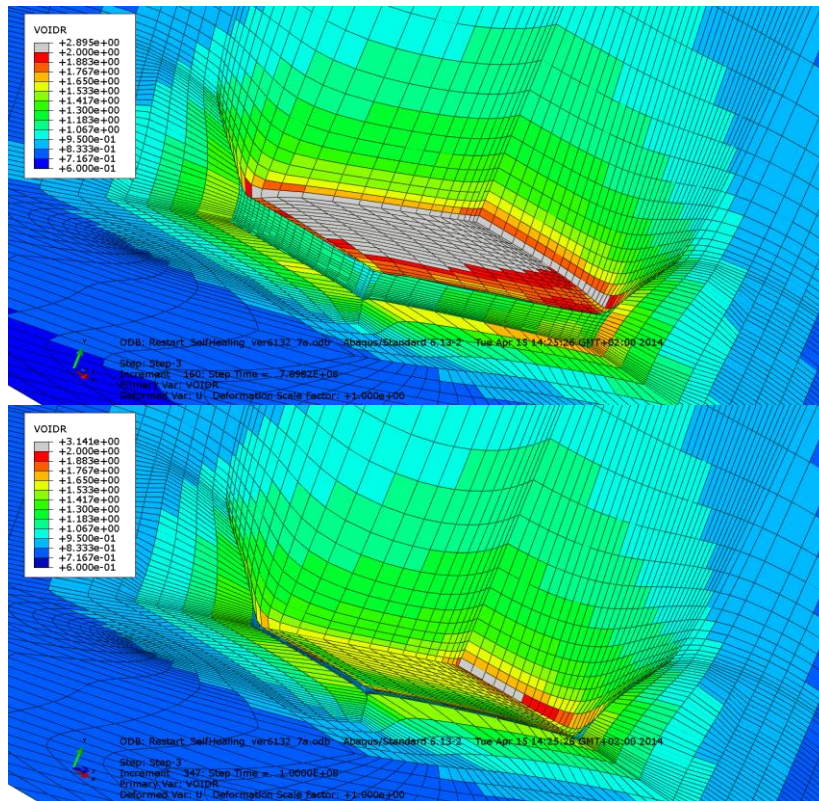 VOIDR
+2.895e+00
+2.000e+00
+1.883e+00
+1.767e+00
+1.650e+00
+1.533e+00
+1.417e+00
+1.300e+00
+1.183e+00
+1.067e+00
+9.500e-01
+8.333e-01
+7.167e-01
+6.000e-01
ODB: Restart_SelfHealing_ver6132_7a.odb Abaqus/Standard 6.13-2 Tue Apr 15 14:25:26 GMT+02:00 2014
Step: Step-3
Increment 160: Step Time = 7.8982E+06
Primary Var: VOIDR
Deformed Var: U Deformation Scale Factor: +1.000e+00
VOIDR
+3.141e+00
+2.000e+00
+1.883e+00
+1.767e+00
+1.650e+00
+1.533e+00
+1.417e+00
+1.300e+00
+1.183e+00
+1.067e+00
+9.500e-01
+8.333e-01
+7.167e-01
+6.000e-01
ODB: Restart_SelfHealing_ver6132_7a.odb Abaqus/Standard 6.13-2 Tue Apr 15 14:25:26 GMT+02:00 2014
Step: Step-3
Increment 347: Step Time = 1.0000E+08
Primary Var: VOIDR
Deformed Var: U Deformation Scale Factor: +1.000e+00